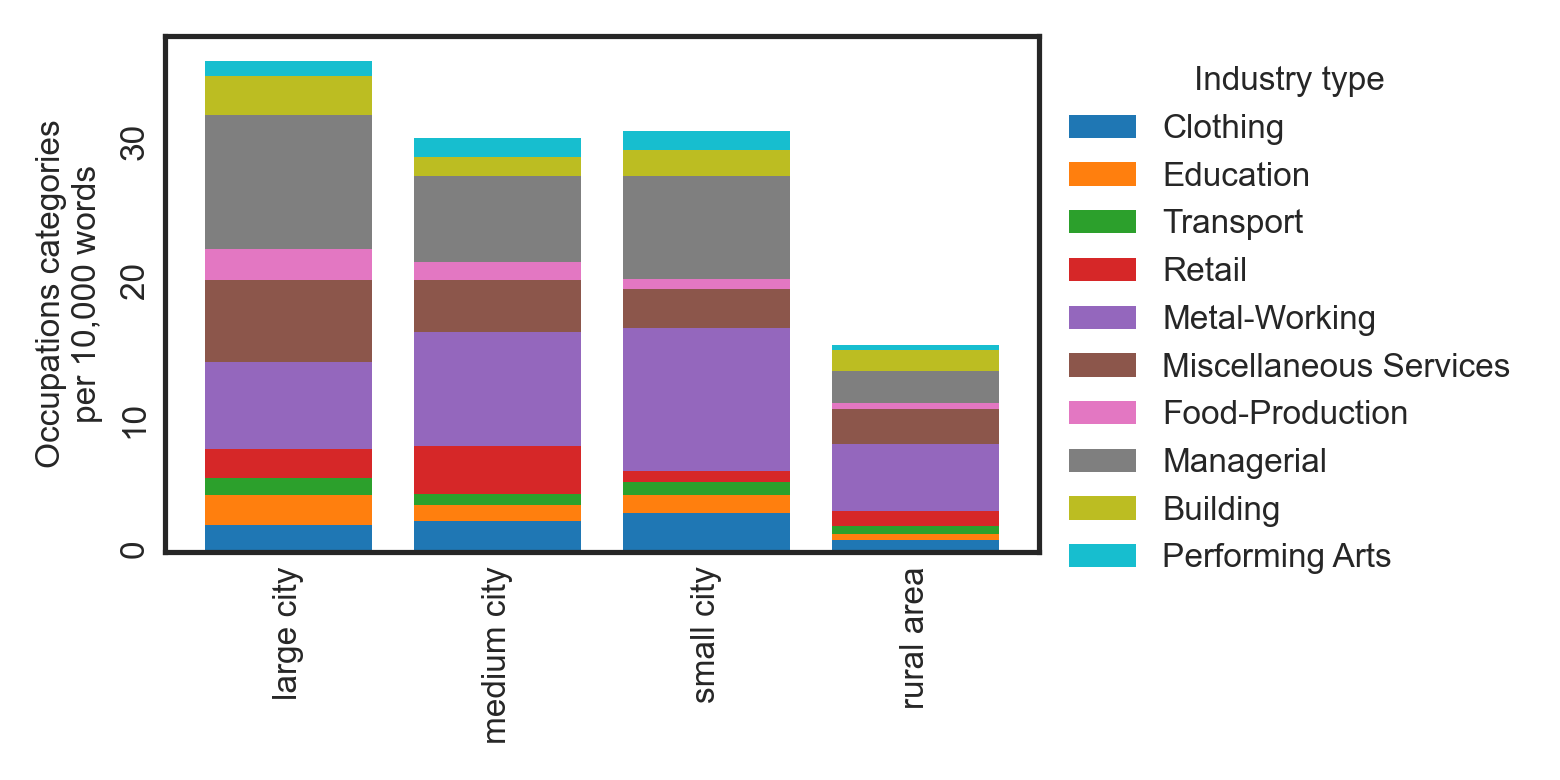 Occupations categories
per 10,000 words
30
20
10
0
large city
medium city
small city
rural area
Industry type
Clothing
Education
Transport
Retail
Metal-Working
Miscellaneous Services
Food-Production
Managerial
Building
Performing Arts